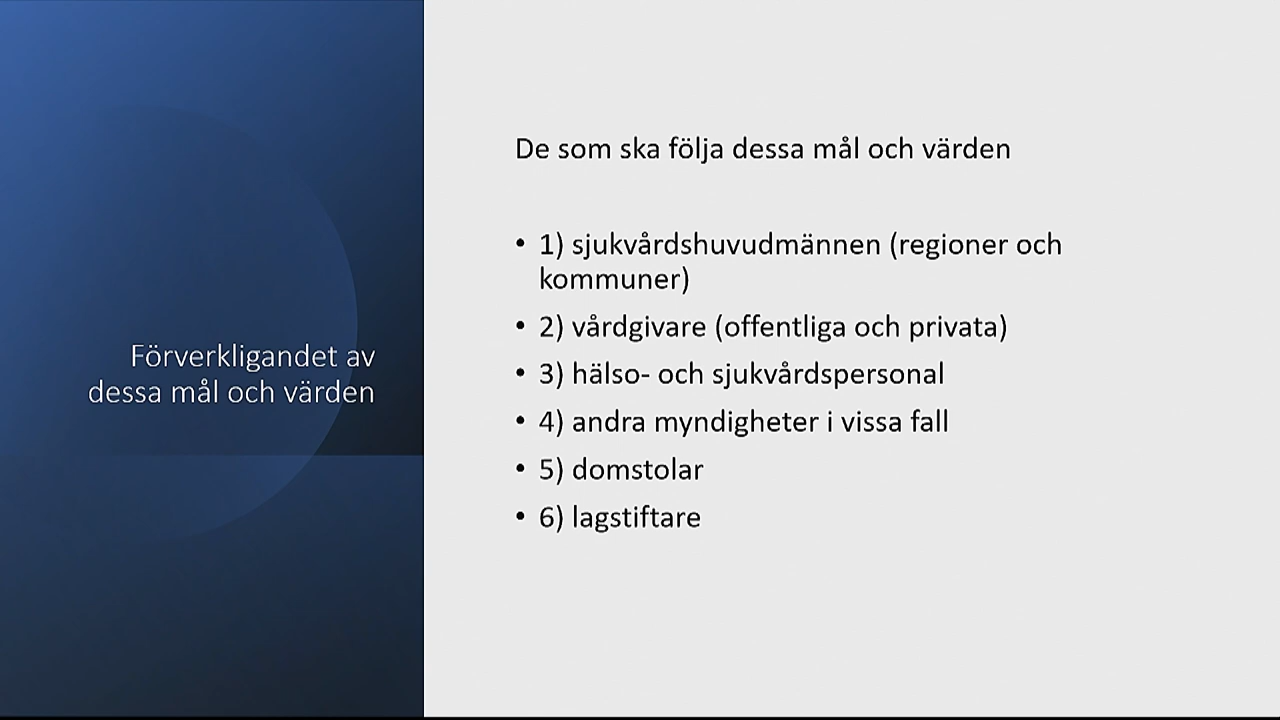 Förverkligandet av
dessa mål och värden
De som ska följa dessa mål och värden
• 1) sjukvårdshuvudmännen (regioner och
kommuner)
• 2) vårdgivare (offentliga och privata)
• 3) hälso- och sjukvårdspersonal
• 4) andra myndigheter i vissa fall
• 5) domstolar
• 6) lagstiftare